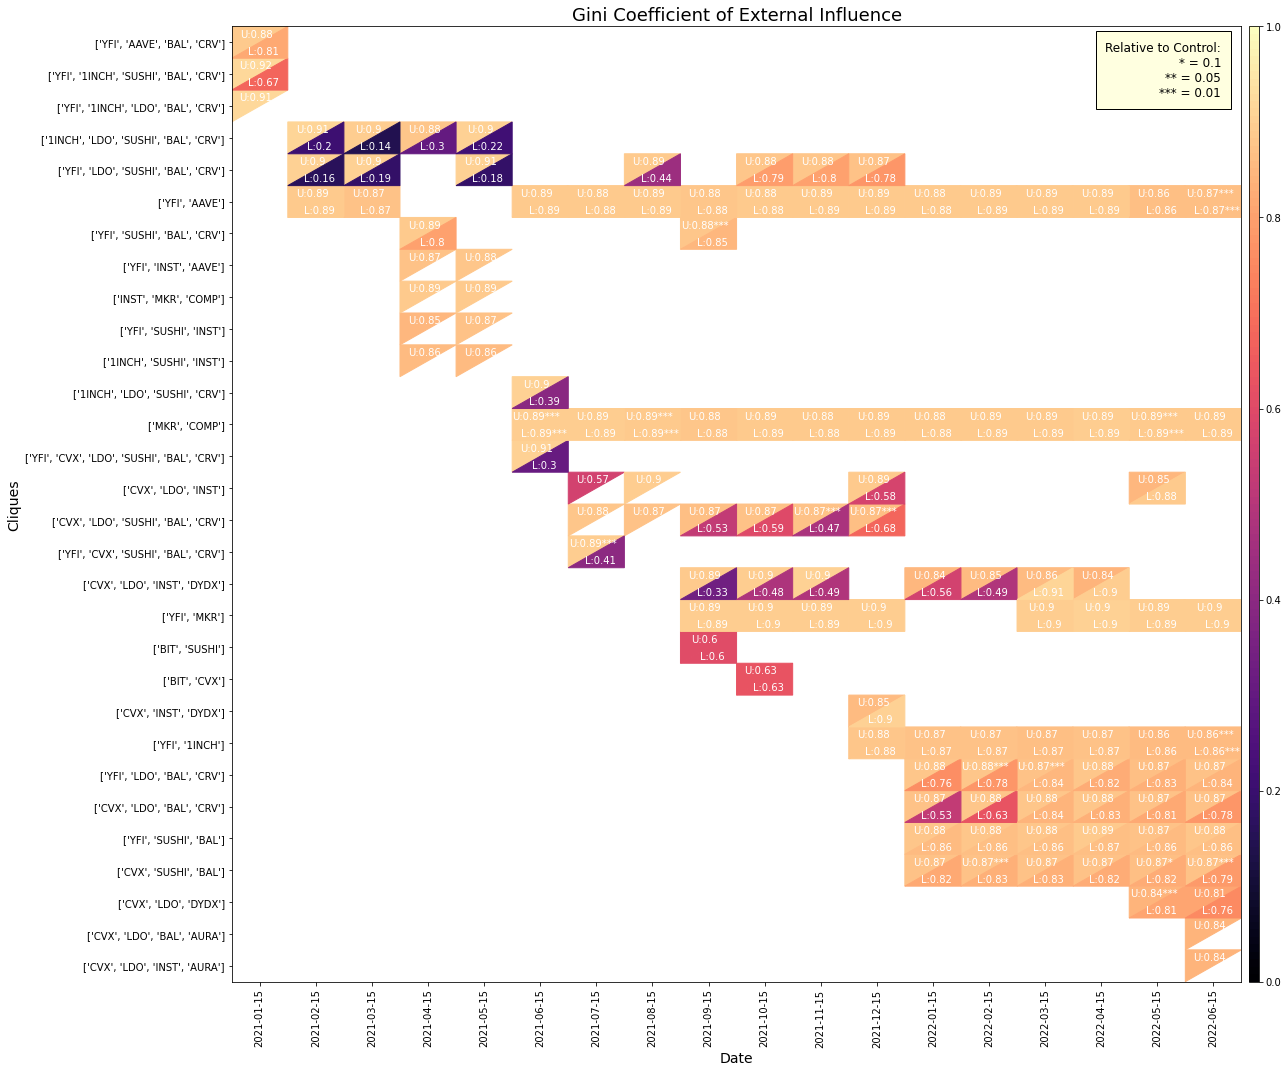 Gini Coefficient of External Influence
Relative to Control:
* = 0.1
** = 0.05
*** = 0.01
Cliques
['YFI', 'AAVE', 'BAL', 'CRV'] U:0.88 L:0.81
['YFI', '1INCH', 'SUSHI', 'BAL', 'CRV'] U:0.92 L:0.67
['YFI', '1INCH', 'LDO', 'BAL', 'CRV'] U:0.91
['1INCH', 'LDO', 'SUSHI', 'BAL', 'CRV'] U:0.91 L:0.2 U:0.9 L:0.14 U:0.88 L:0.3 U:0.9 L:0.22
['YFI', 'LDO', 'SUSHI', 'BAL', 'CRV'] U:0.9 L:0.16 U:0.9 L:0.19 U:0.91 L:0.18 U:0.89 L:0.44 U:0.88 L:0.79 U:0.88 L:0.8 U:0.87 L:0.78
['YFI', 'AAVE'] U:0.89 L:0.89 U:0.87 L:0.87 U:0.89 L:0.89 U:0.88 L:0.88 U:0.89 L:0.89 U:0.88 L:0.88 U:0.88 L:0.88 U:0.89 L:0.89 U:0.89 L:0.89 U:0.88 L:0.88 U:0.89 L:0.89 U:0.89 L:0.89 U:0.89 L:0.89 U:0.86 L:0.86 U:0.87*** L:0.87***
['YFI', 'SUSHI', 'BAL', 'CRV'] U:0.89 L:0.8 U:0.88*** L:0.85
['YFI', 'INST', 'AAVE'] U:0.87 U:0.88
['INST', 'MKR', 'COMP'] U:0.89 U:0.89
['YFI', 'SUSHI', 'INST'] U:0.85 U:0.87
['1INCH', 'SUSHI', 'INST'] U:0.86 U:0.86
['1INCH', 'LDO', 'SUSHI', 'CRV'] U:0.9 L:0.39
['MKR', 'COMP'] U:0.89*** L:0.89*** U:0.89 L:0.89 U:0.89*** L:0.89*** U:0.88 L:0.88 U:0.89 L:0.89 U:0.88 L:0.88 U:0.89 L:0.89 U:0.88 L:0.88 U:0.89 L:0.89 U:0.89 L:0.89 U:0.89 L:0.89 U:0.89*** L:0.89*** U:0.89 L:0.89
['YFI', 'CVX', 'LDO', 'SUSHI', 'BAL', 'CRV'] U:0.91 L:0.3
['CVX', 'LDO', 'INST'] U:0.57 U:0.9 U:0.89 L:0.58 U:0.85 L:0.88
['CVX', 'LDO', 'SUSHI', 'BAL', 'CRV'] U:0.88 U:0.87 U:0.87 L:0.53 U:0.87 L:0.59 U:0.87*** L:0.47 U:0.87*** L:0.68
['YFI', 'CVX', 'SUSHI', 'BAL', 'CRV'] U:0.89*** L:0.41
['CVX', 'LDO', 'INST', 'DYDX'] U:0.89 L:0.33 U:0.9 L:0.48 U:0.9 L:0.49 U:0.84 L:0.56 U:0.85 L:0.49 U:0.86 L:0.91 U:0.84 L:0.9
['YFI', 'MKR'] U:0.89 L:0.89 U:0.9 L:0.9 U:0.89 L:0.89 U:0.9 L:0.9 U:0.9 L:0.9 U:0.9 L:0.9 U:0.89 L:0.89 U:0.9 L:0.9
['BIT', 'SUSHI'] U:0.6 L:0.6
['BIT', 'CVX'] U:0.63 L:0.63
['CVX', 'INST', 'DYDX'] U:0.85 L:0.9
['YFI', '1INCH'] U:0.88 L:0.88 U:0.87 L:0.87 U:0.87 L:0.87 U:0.87 L:0.87 U:0.87 L:0.87 U:0.86 L:0.86 U:0.86*** L:0.86***
['YFI', 'LDO', 'BAL', 'CRV'] U:0.88 L:0.76 U:0.88*** L:0.78 U:0.87*** L:0.84 U:0.88 L:0.82 U:0.87 L:0.83 U:0.87 L:0.84
['CVX', 'LDO', 'BAL', 'CRV'] U:0.87 L:0.53 U:0.88 L:0.63 U:0.88 L:0.84 U:0.88 L:0.83 U:0.87 L:0.81 U:0.87 L:0.78
['YFI', 'SUSHI', 'BAL'] U:0.88 L:0.86 U:0.88 L:0.86 U:0.88 L:0.86 U:0.89 L:0.87 U:0.87 L:0.86 U:0.88 L:0.86
['CVX', 'SUSHI', 'BAL'] U:0.87 L:0.82 U:0.87*** L:0.83 U:0.87 L:0.83 U:0.87 L:0.82 U:0.87* L:0.82 U:0.87*** L:0.79
['CVX', 'LDO', 'DYDX'] U:0.84*** L:0.81 U:0.81 L:0.76
['CVX', 'LDO', 'BAL', 'AURA'] U:0.84
['CVX', 'LDO', 'INST', 'AURA'] U:0.84
1.0
0.8
0.6
0.4
0.2
0.0
2021-01-15
2021-02-15
2021-03-15
2021-04-15
2021-05-15
2021-06-15
2021-07-15
2021-08-15
2021-09-15
2021-10-15
2021-11-15
2021-12-15
2022-01-15
2022-02-15
2022-03-15
2022-04-15
2022-05-15
2022-06-15
Date